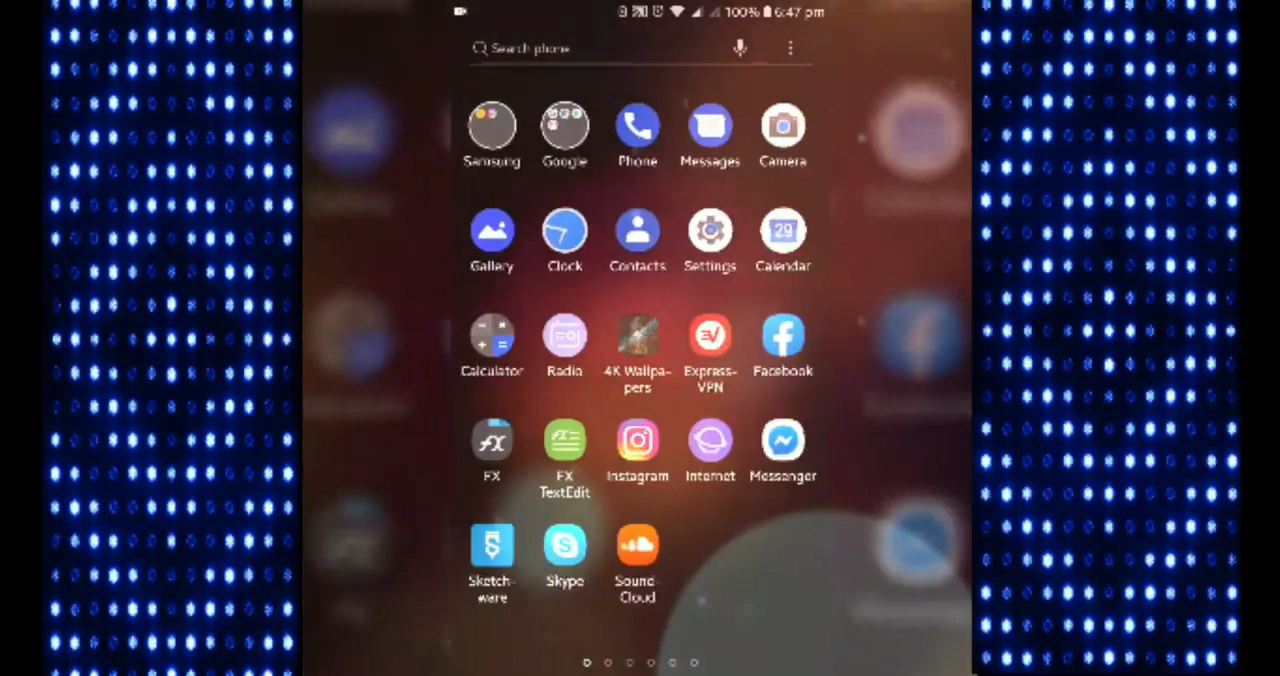 100% 6:47 pm
Search phone
Samsung Google Phone Messages Camera
Gallery Clock Contacts Settings Calendar
29
Calculator Radio 4K Wallpa- Express- Facebook
pers VPN
FX FX Instagram Internet Messenger
TextEdit
Sketch- Skype Sound-
ware Cloud